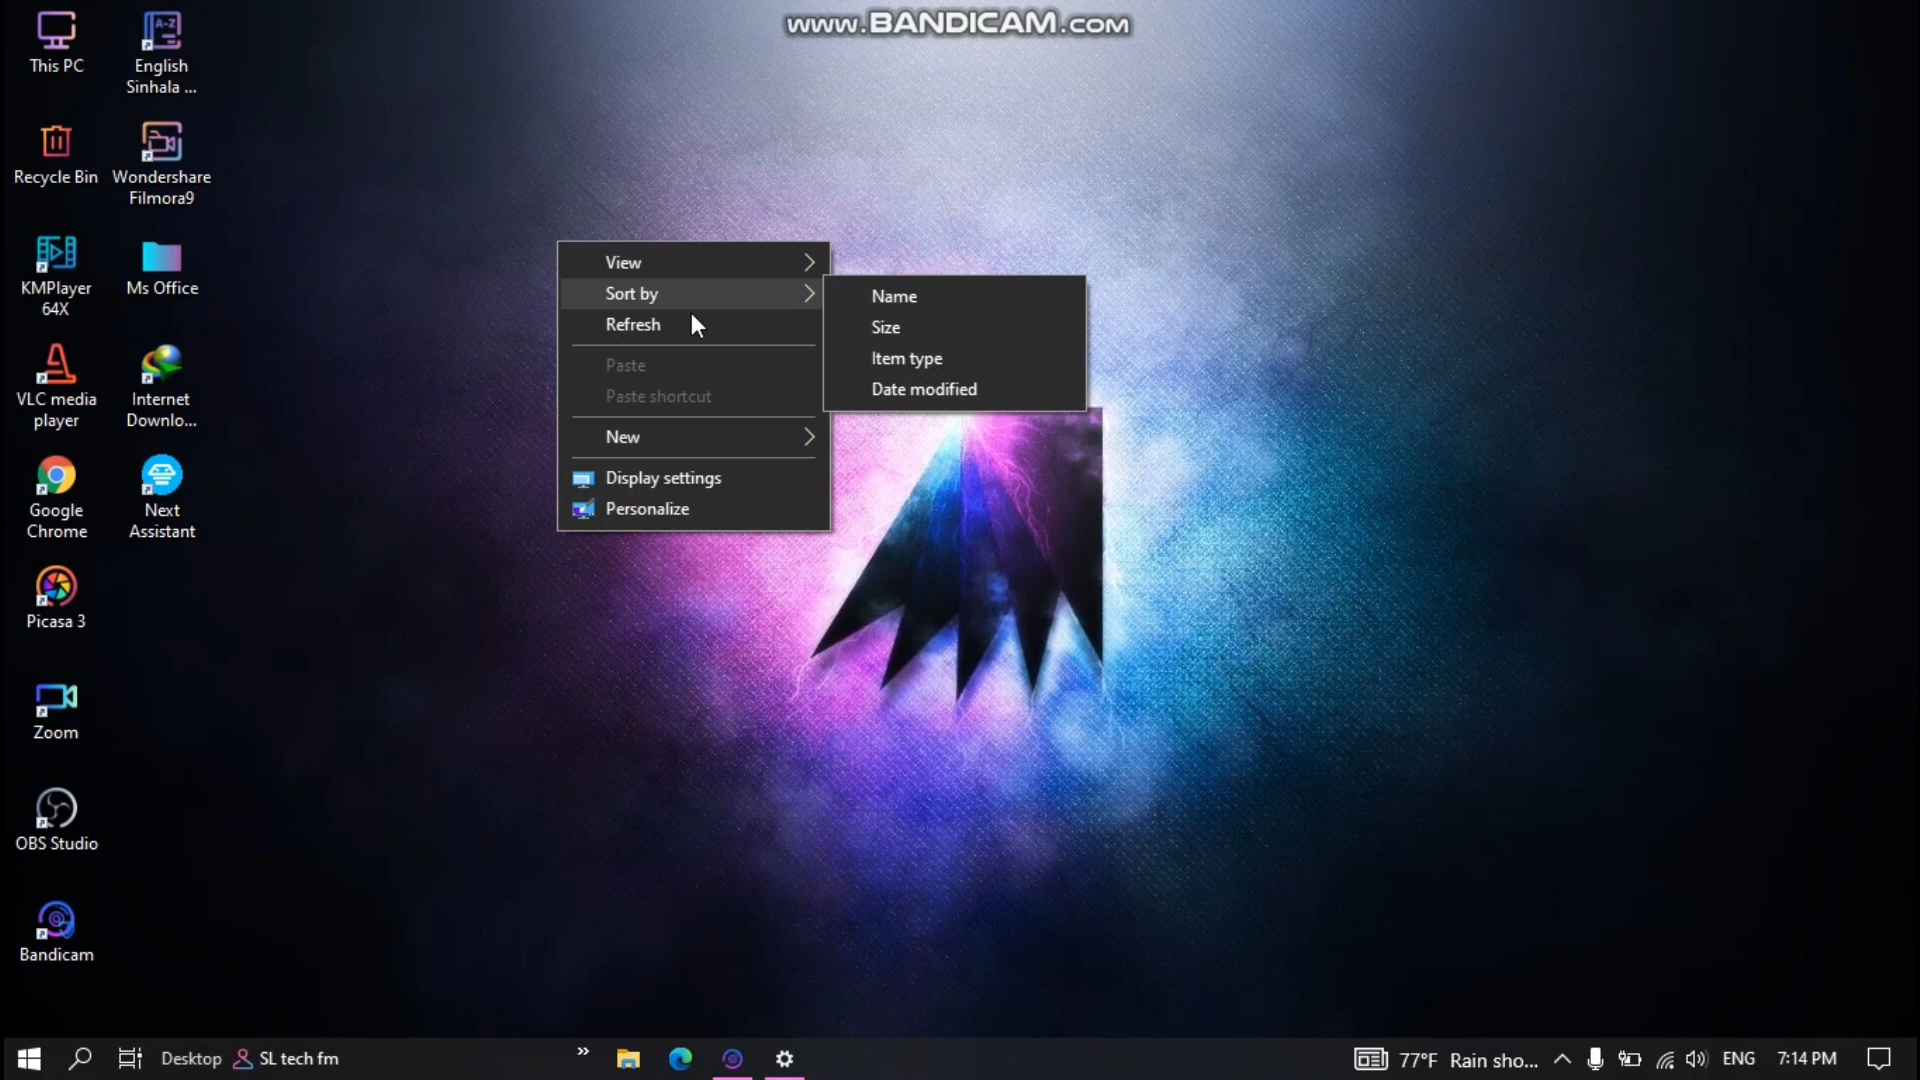 www.BANDICAM.com
This PC
English
Sinhala ...
Recycle Bin
Wondershare
Filmora9
KMPlayer
64X
Ms Office
VLC media
player
Internet
Downlo...
Google
Chrome
Next
Assistant
Picasa 3
Zoom
OBS Studio
Bandicam
View
Sort by
Refresh
Paste
Paste shortcut
New
Display settings
Personalize
Name
Size
Item type
Date modified
Desktop
SL tech fm
»
77°F Rain sho...
ENG
7:14 PM